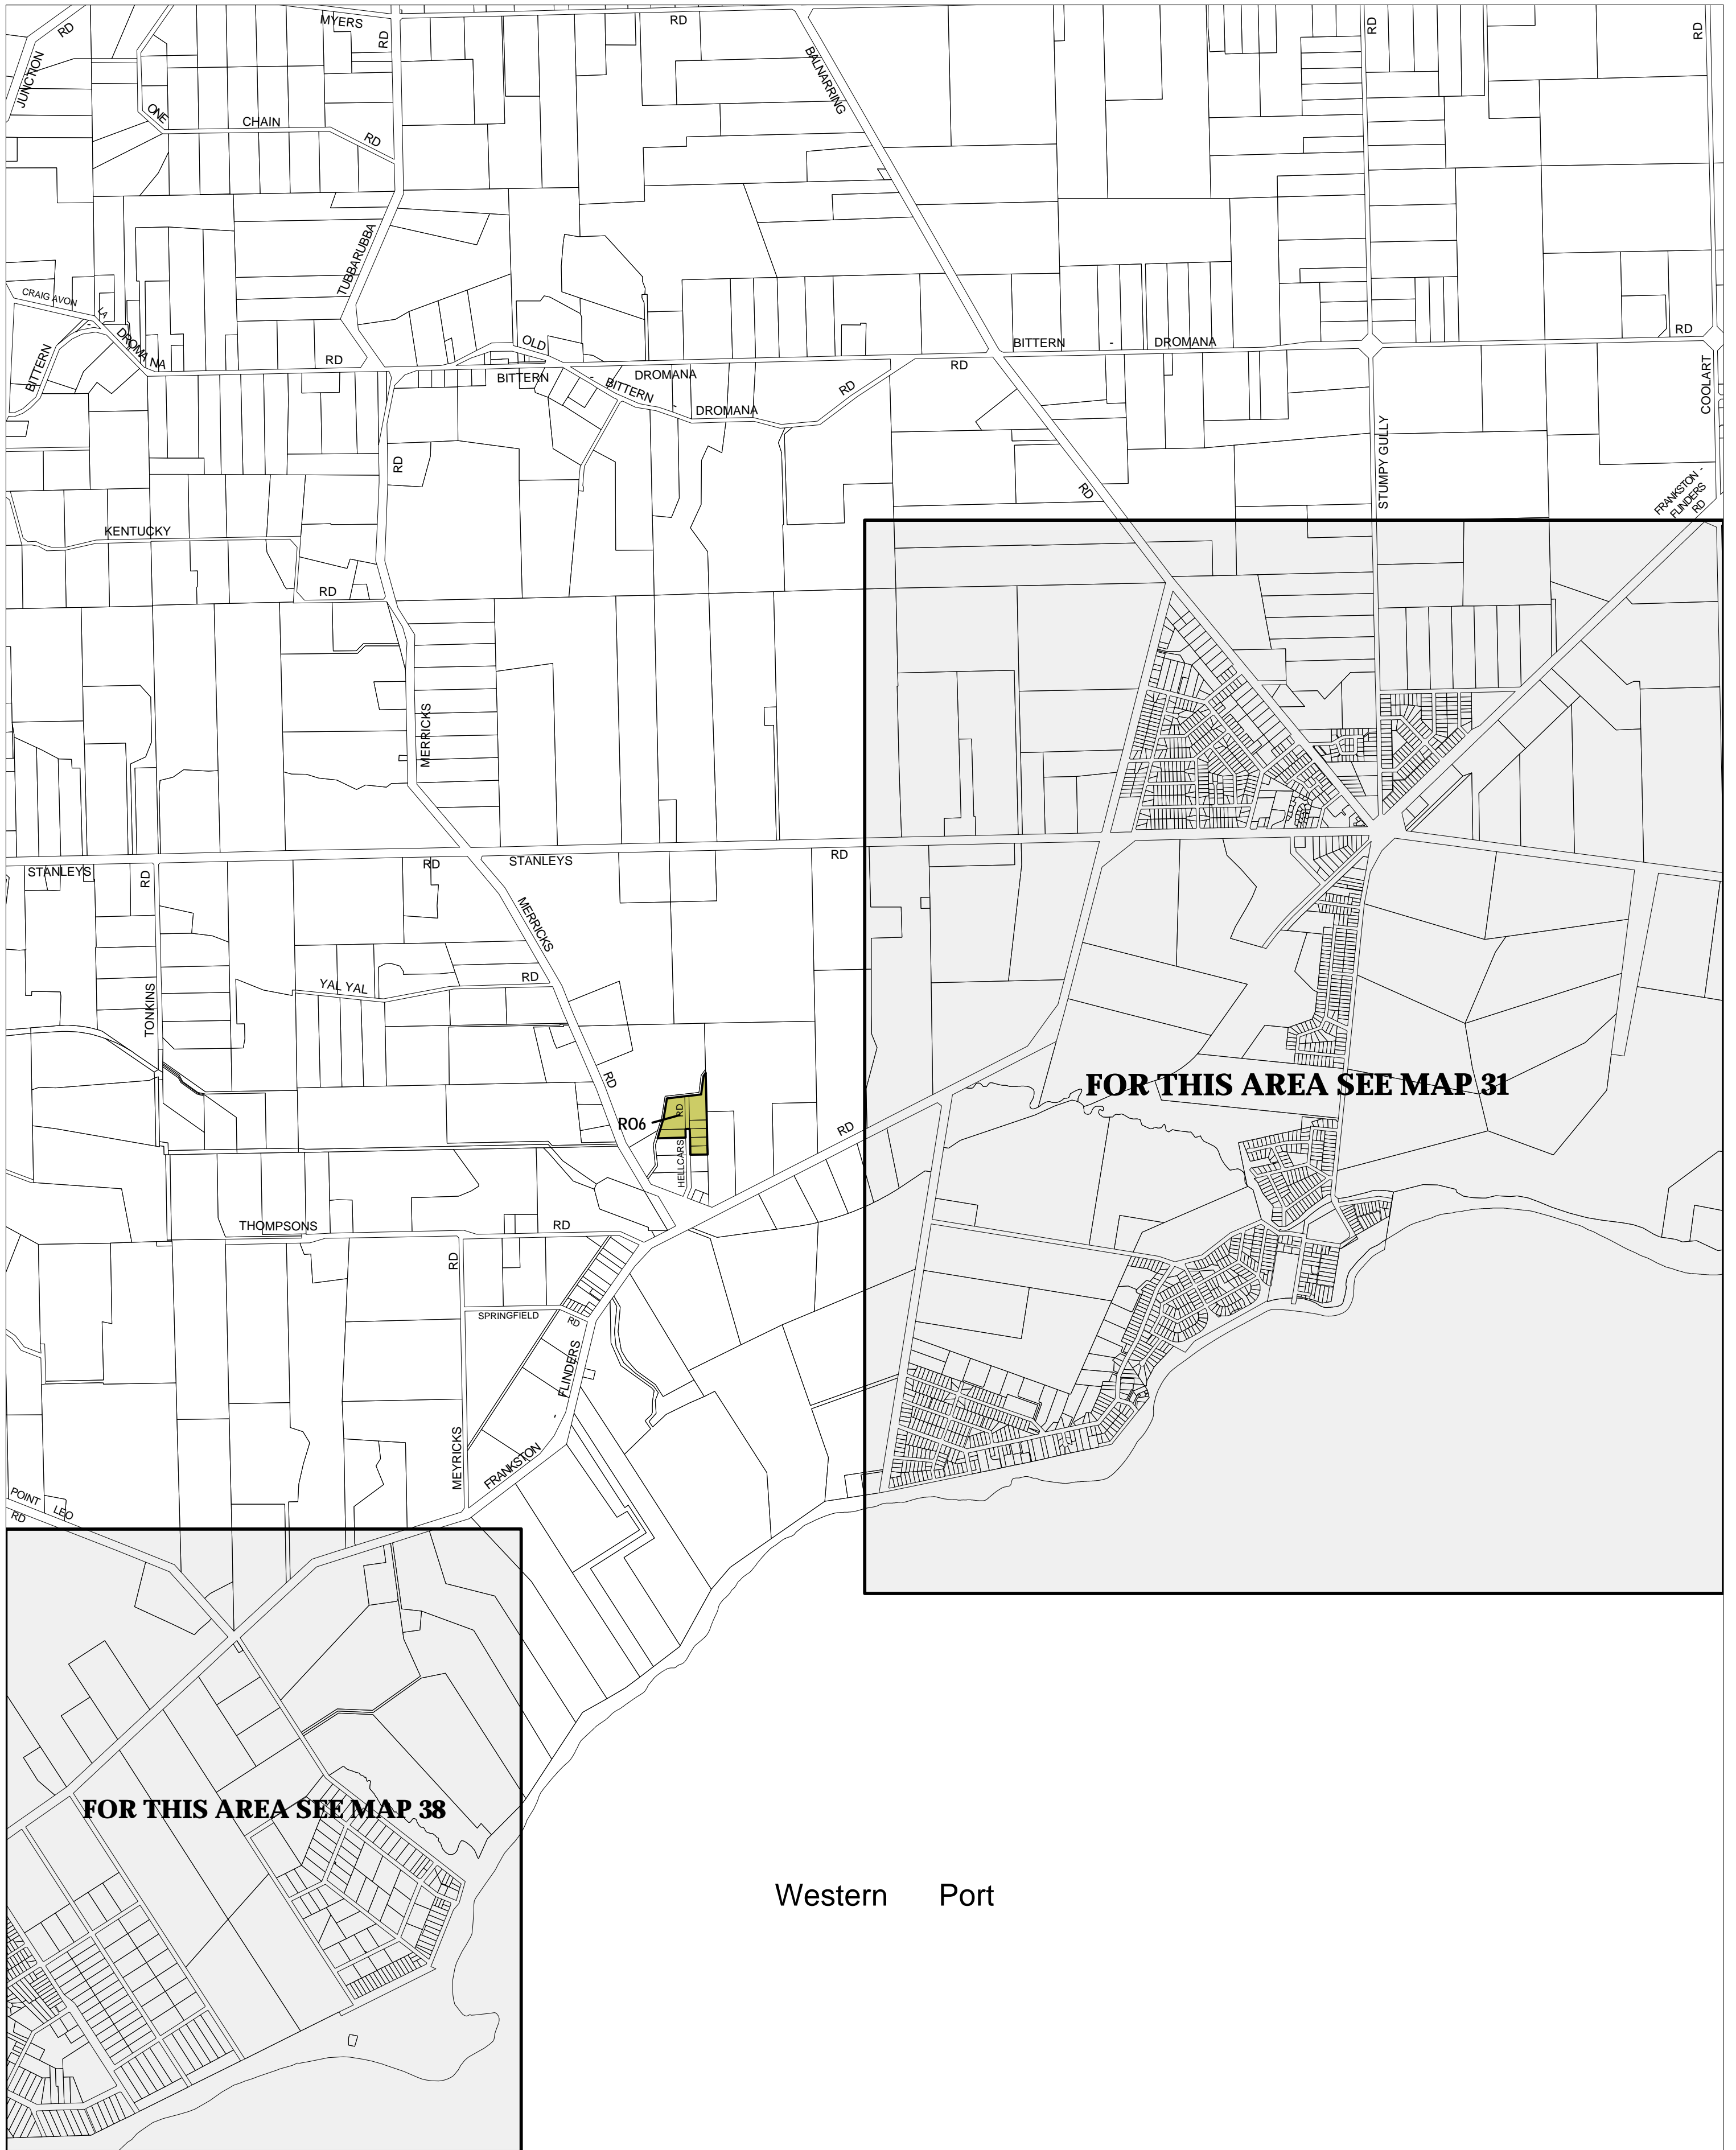 MYERS
RD
RD
RD
RD
RD
JUNCTION
BALNARRING
ONE
CHAIN
RD
TUBBARUBBA
CRAIG AVON
LA
DROMANA
BITTERN
RD
OLD
BITTERN
DROMANA
BITTERN
-
DROMANA
RD
RD
BITTERN - DROMANA
RD
COOLART
STUMPY GULLY
RD
RD
FRANKSTON -
FLINDERS
RD
KENTUCKY
RD
MERRICKS
STANLEYS
RD
STANLEYS
RD
RD
MERRICKS
YAL YAL
RD
TONKINS
RD
RO6
RD
HELLCARS
RD
FOR THIS AREA SEE MAP 31
THOMPSONS
RD
RD
SPRINGFIELD
RD
FLINDERS
-
FRANKSTON
MEYRICKS
POINT LEO
RD
FOR THIS AREA SEE MAP 38
Western Port